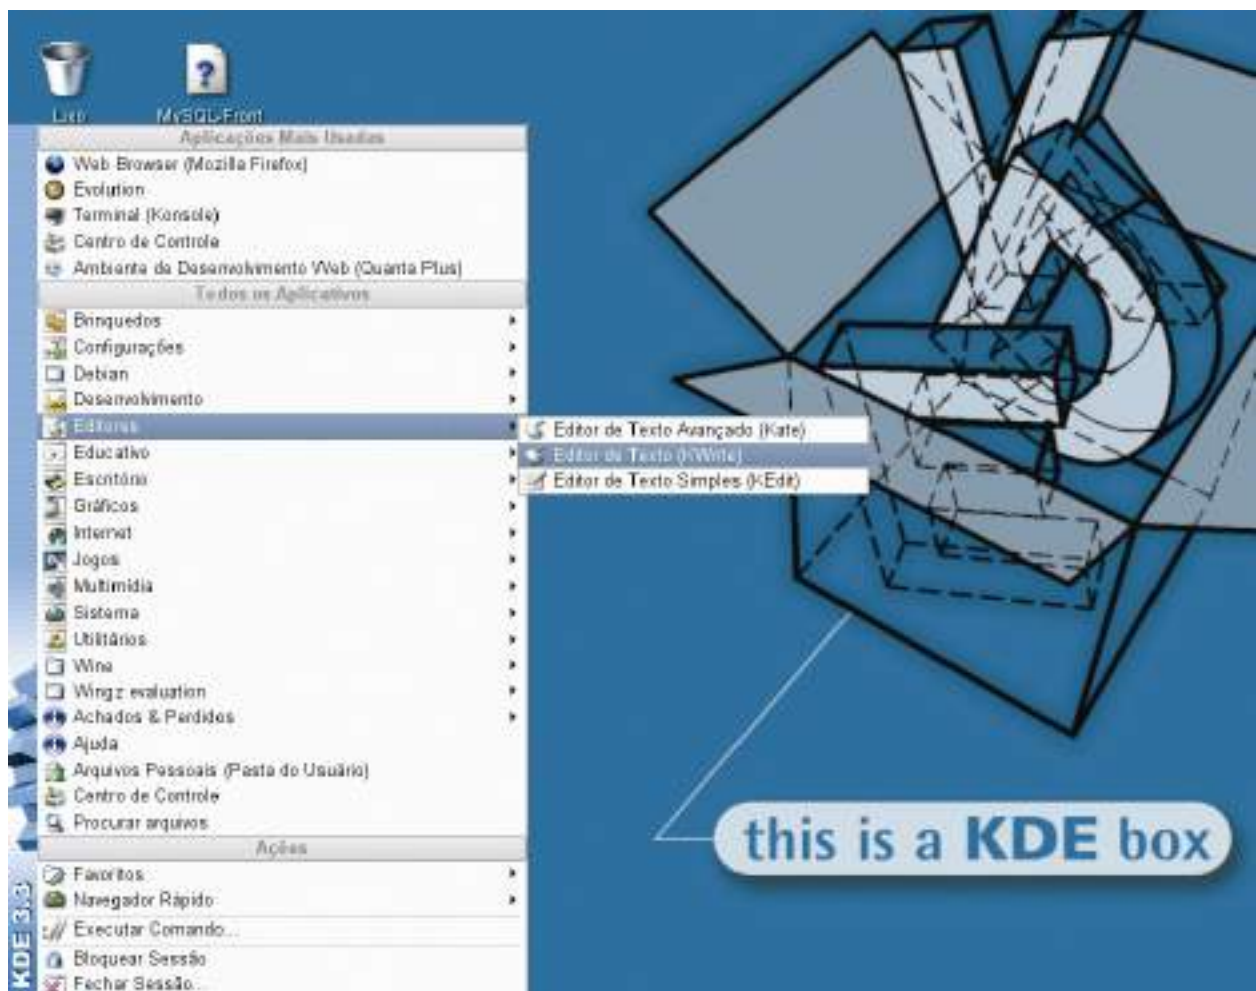 Lixo
MySQL-Front
Aplicações Mais Usadas
Web Browser (Mozilla Firefox)
Evolution
Terminal (Konsole)
Centro de Controle
Ambiente de Desenvolvimento Web (Quanta Plus)
Todos os Aplicativos
Brinquedos
Configurações
Debian
Desenvolvimento
Editores
Editor de Texto Avançado (Kate)
Editor de Texto (KWrite)
Editor de Texto Simples (KEdit)
Educativo
Escritório
Gráficos
Internet
Jogos
Multimídia
Sistema
Utilitários
Wine
Wingz evaluation
Achados & Perdidos
Ajuda
Arquivos Pessoais (Pasta do Usuário)
Centro de Controle
Procurar arquivos
Ações
Favoritos
Navegador Rápido
Executar Comando...
Bloquear Sessão
Fechar Sessão...
KDE 3.3
this is a KDE box